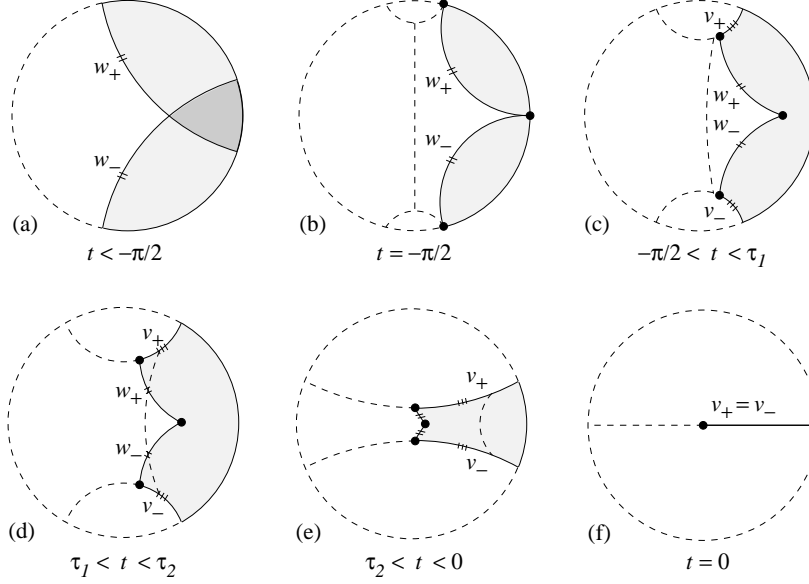 w₊
w₋
(a)
t < −π/2
w₊
w₋
(b)
t = −π/2
v₊
w₊
w₋
v₋
(c)
−π/2 < t < τ₁
v₊
w₊
w₋
v₋
(d)
τ₁ < t < τ₂
v₊
v₋
(e)
τ₂ < t < 0
v₊ = v₋
(f)
t = 0